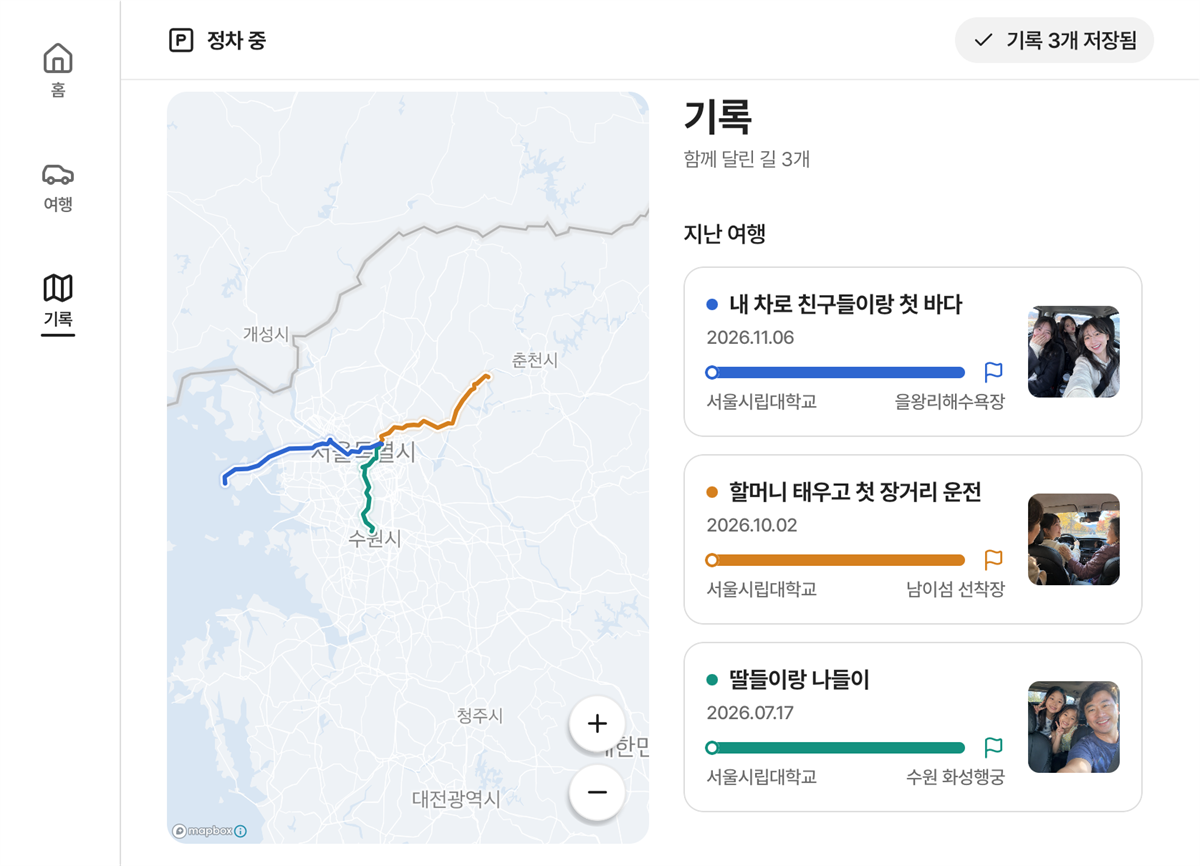 홈
여행
기록
P 정차 중
기록 3개 저장됨
개성시
춘천시
서울특별시
수원시
청주시
대한민
대전광역시
mapbox
기록
함께 달린 길 3개
지난 여행
내 차로 친구들이랑 첫 바다
2026.11.06
서울시립대학교 을왕리해수욕장
할머니 태우고 첫 장거리 운전
2026.10.02
서울시립대학교 남이섬 선착장
딸들이랑 나들이
2026.07.17
서울시립대학교 수원 화성행궁